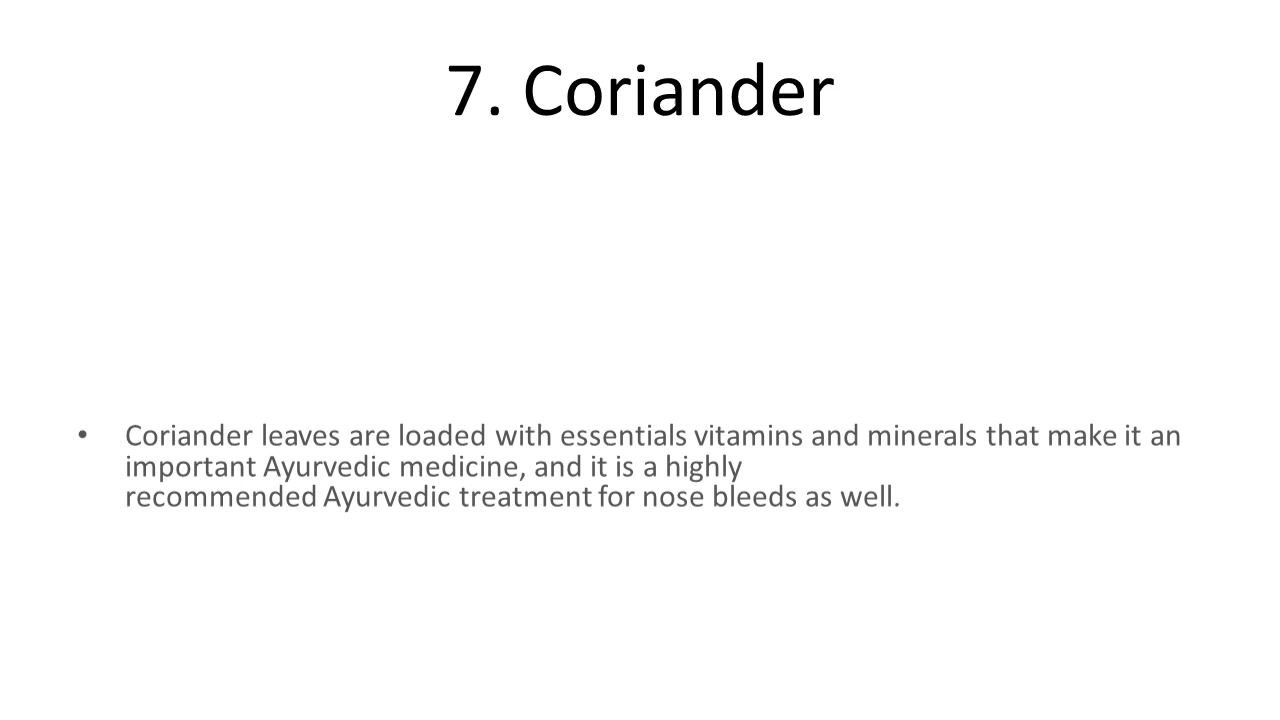 7. Coriander
• Coriander leaves are loaded with essentials vitamins and minerals that make it an
important Ayurvedic medicine, and it is a highly
recommended Ayurvedic treatment for nose bleeds as well.